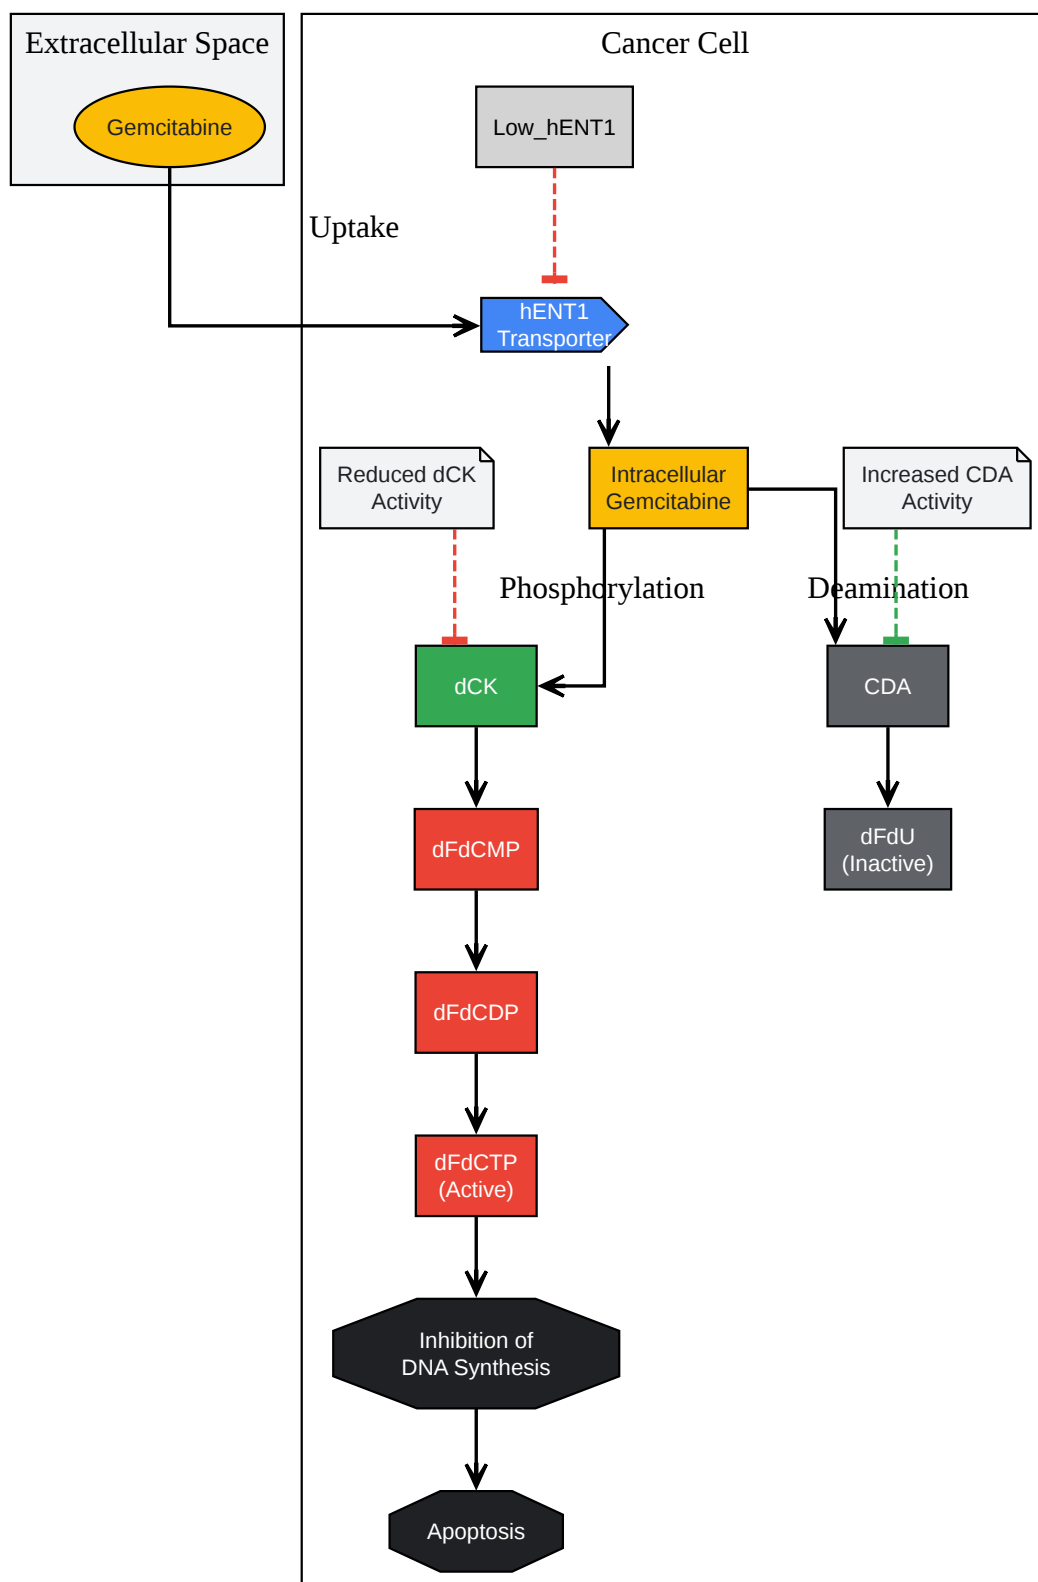 Extracellular Space
Cancer Cell
Gemcitabine
Low_hENT1
Uptake
hENT1
Transporter
Reduced dCK
Activity
Intracellular
Gemcitabine
Increased CDA
Activity
Phosphorylation
Deamination
dCK
CDA
dFdCMP
dFdU
(Inactive)
dFdCDP
dFdCTP
(Active)
Inhibition of
DNA Synthesis
Apoptosis